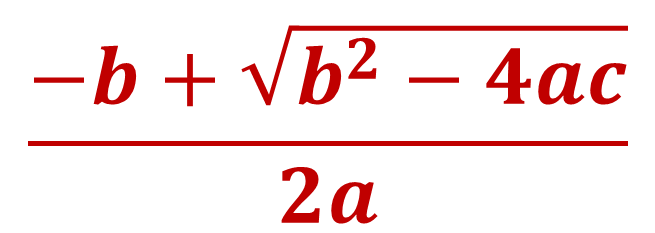 −b + √b² − 4ac
2a